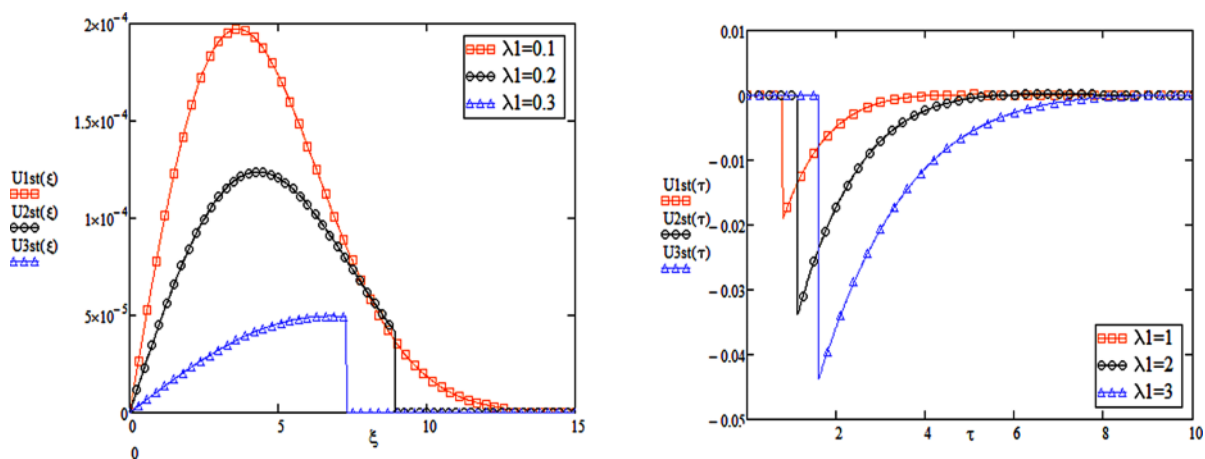 2×10⁻⁴
1.5×10⁻⁴
1×10⁻⁴
5×10⁻⁵
0
U1st(ξ)
U2st(ξ)
U3st(ξ)
λ1=0.1
λ1=0.2
λ1=0.3
0 5 10 15
0
ξ
0.01
0
−0.01
−0.02
−0.03
−0.04
−0.05
U1st(τ)
U2st(τ)
U3st(τ)
λ1=1
λ1=2
λ1=3
2 4 6 8 10
τ